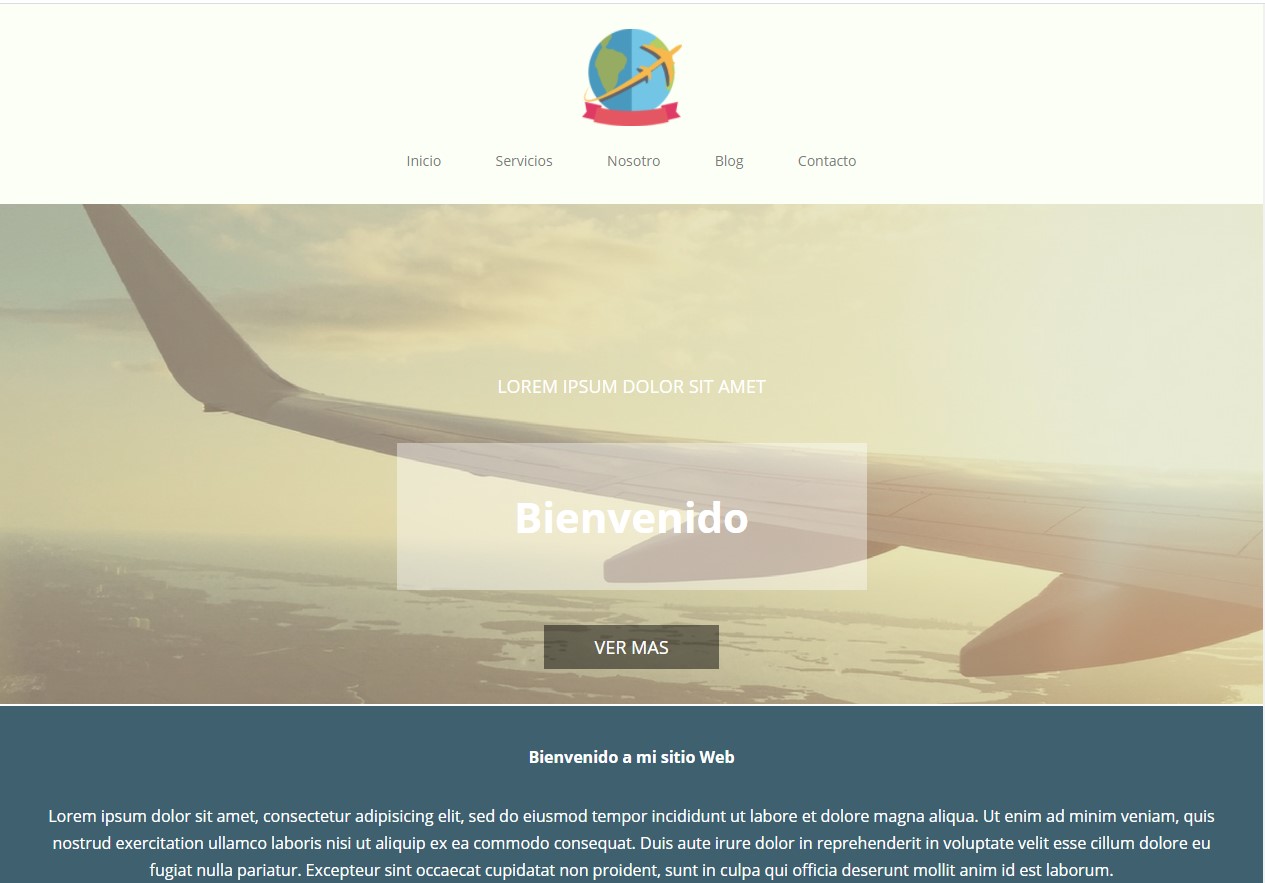 Inicio Servicios Nosotro Blog Contacto
LOREM IPSUM DOLOR SIT AMET
Bienvenido
VER MAS
Bienvenido a mi sitio Web
Lorem ipsum dolor sit amet, consectetur adipisicing elit, sed do eiusmod tempor incididunt ut labore et dolore magna aliqua. Ut enim ad minim veniam, quis
nostrud exercitation ullamco laboris nisi ut aliquip ex ea commodo consequat. Duis aute irure dolor in reprehenderit in voluptate velit esse cillum dolore eu
fugiat nulla pariatur. Excepteur sint occaecat cupidatat non proident, sunt in culpa qui officia deserunt mollit anim id est laborum.